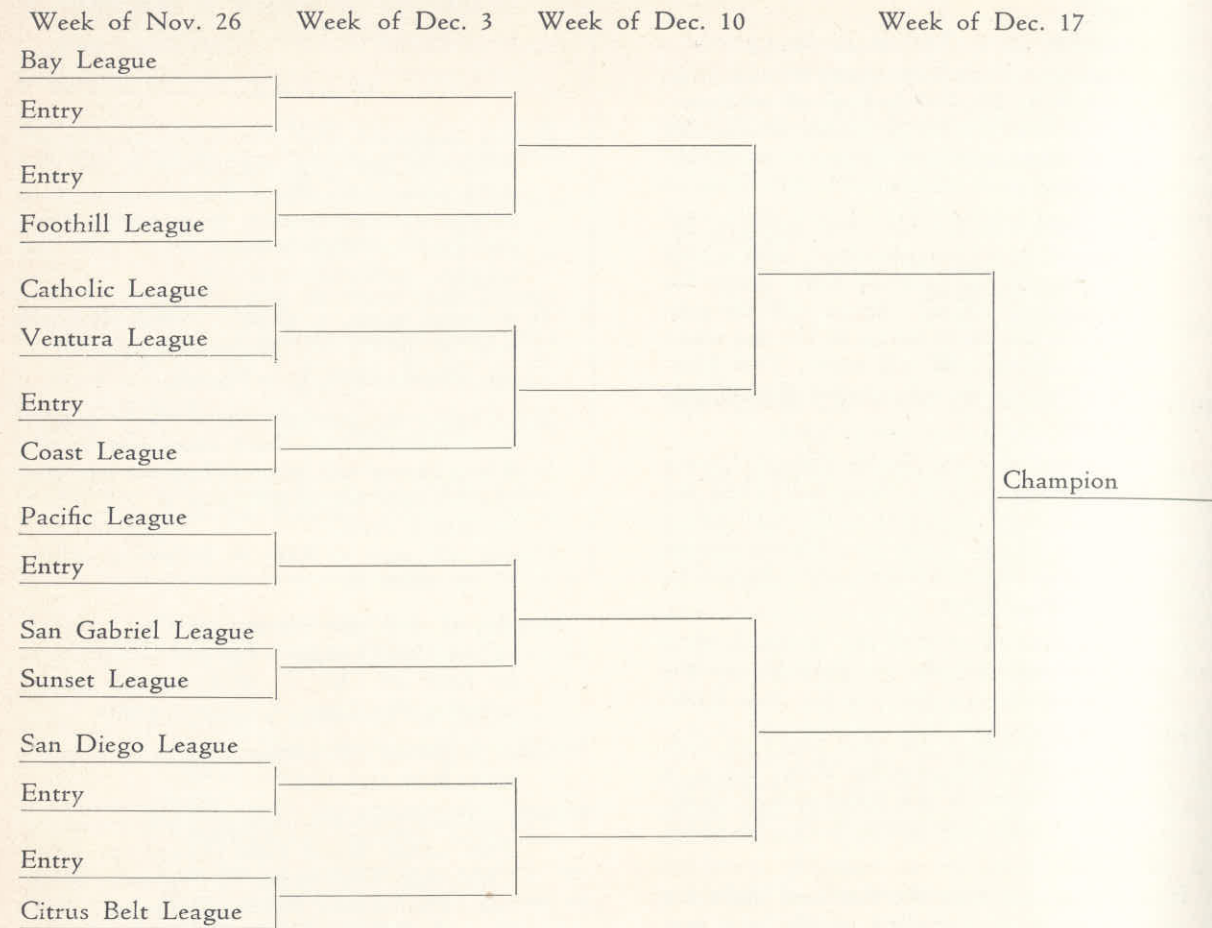 Week of Nov. 26 Week of Dec. 3 Week of Dec. 10 Week of Dec. 17
Bay League
Entry
Entry
Foothill League
Catholic League
Ventura League
Entry
Coast League
Champion
Pacific League
Entry
San Gabriel League
Sunset League
San Diego League
Entry
Entry
Citrus Belt League